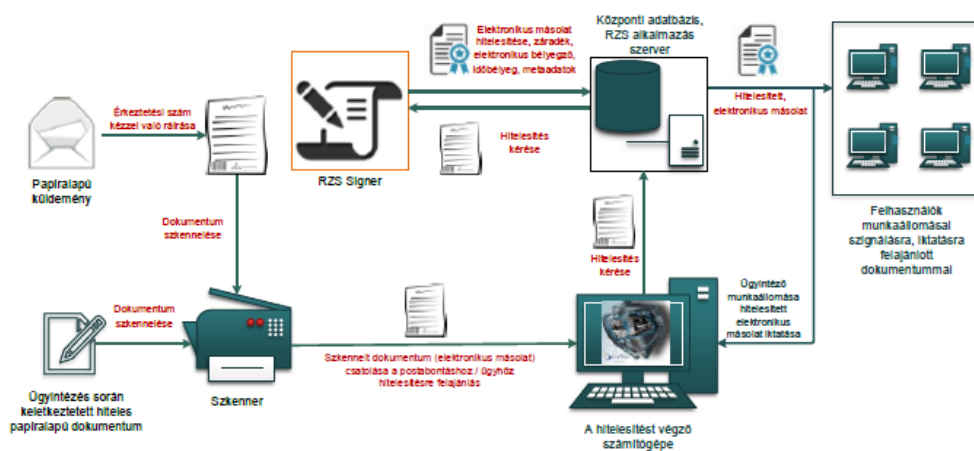 Elektronikus másolat
hitelesítése, záradék,
elektronikus bélyegző,
időbélyeg, metaadatok
Központi adatbázis,
RZS alkalmazás
szerver
Érkeztetési szám
kézzel való ráírása
Hitelesítés
kérése
Hitelesített,
elektronikus másolat
Papíralapú
küldemény
RZS Signer
Felhasználók
munkaállomásai
szignálásra, iktatásra
felajánlott
dokumentummal
Dokumentum
szkennelése
Hitelesítés
kérése
Dokumentum
szkennelése
Ügyintéző
munkaállomása
hitelesített
elektronikus
másolat iktatása
Szkennelt dokumentum (elektronikus másolat)
csatolása a postabontáshoz / ügyhöz
hitelesítésre felajánlás
Ügyintézés során
keletkeztetett hiteles
papíralapú dokumentum
Szkenner
A hitelesítést végző
számítógépe